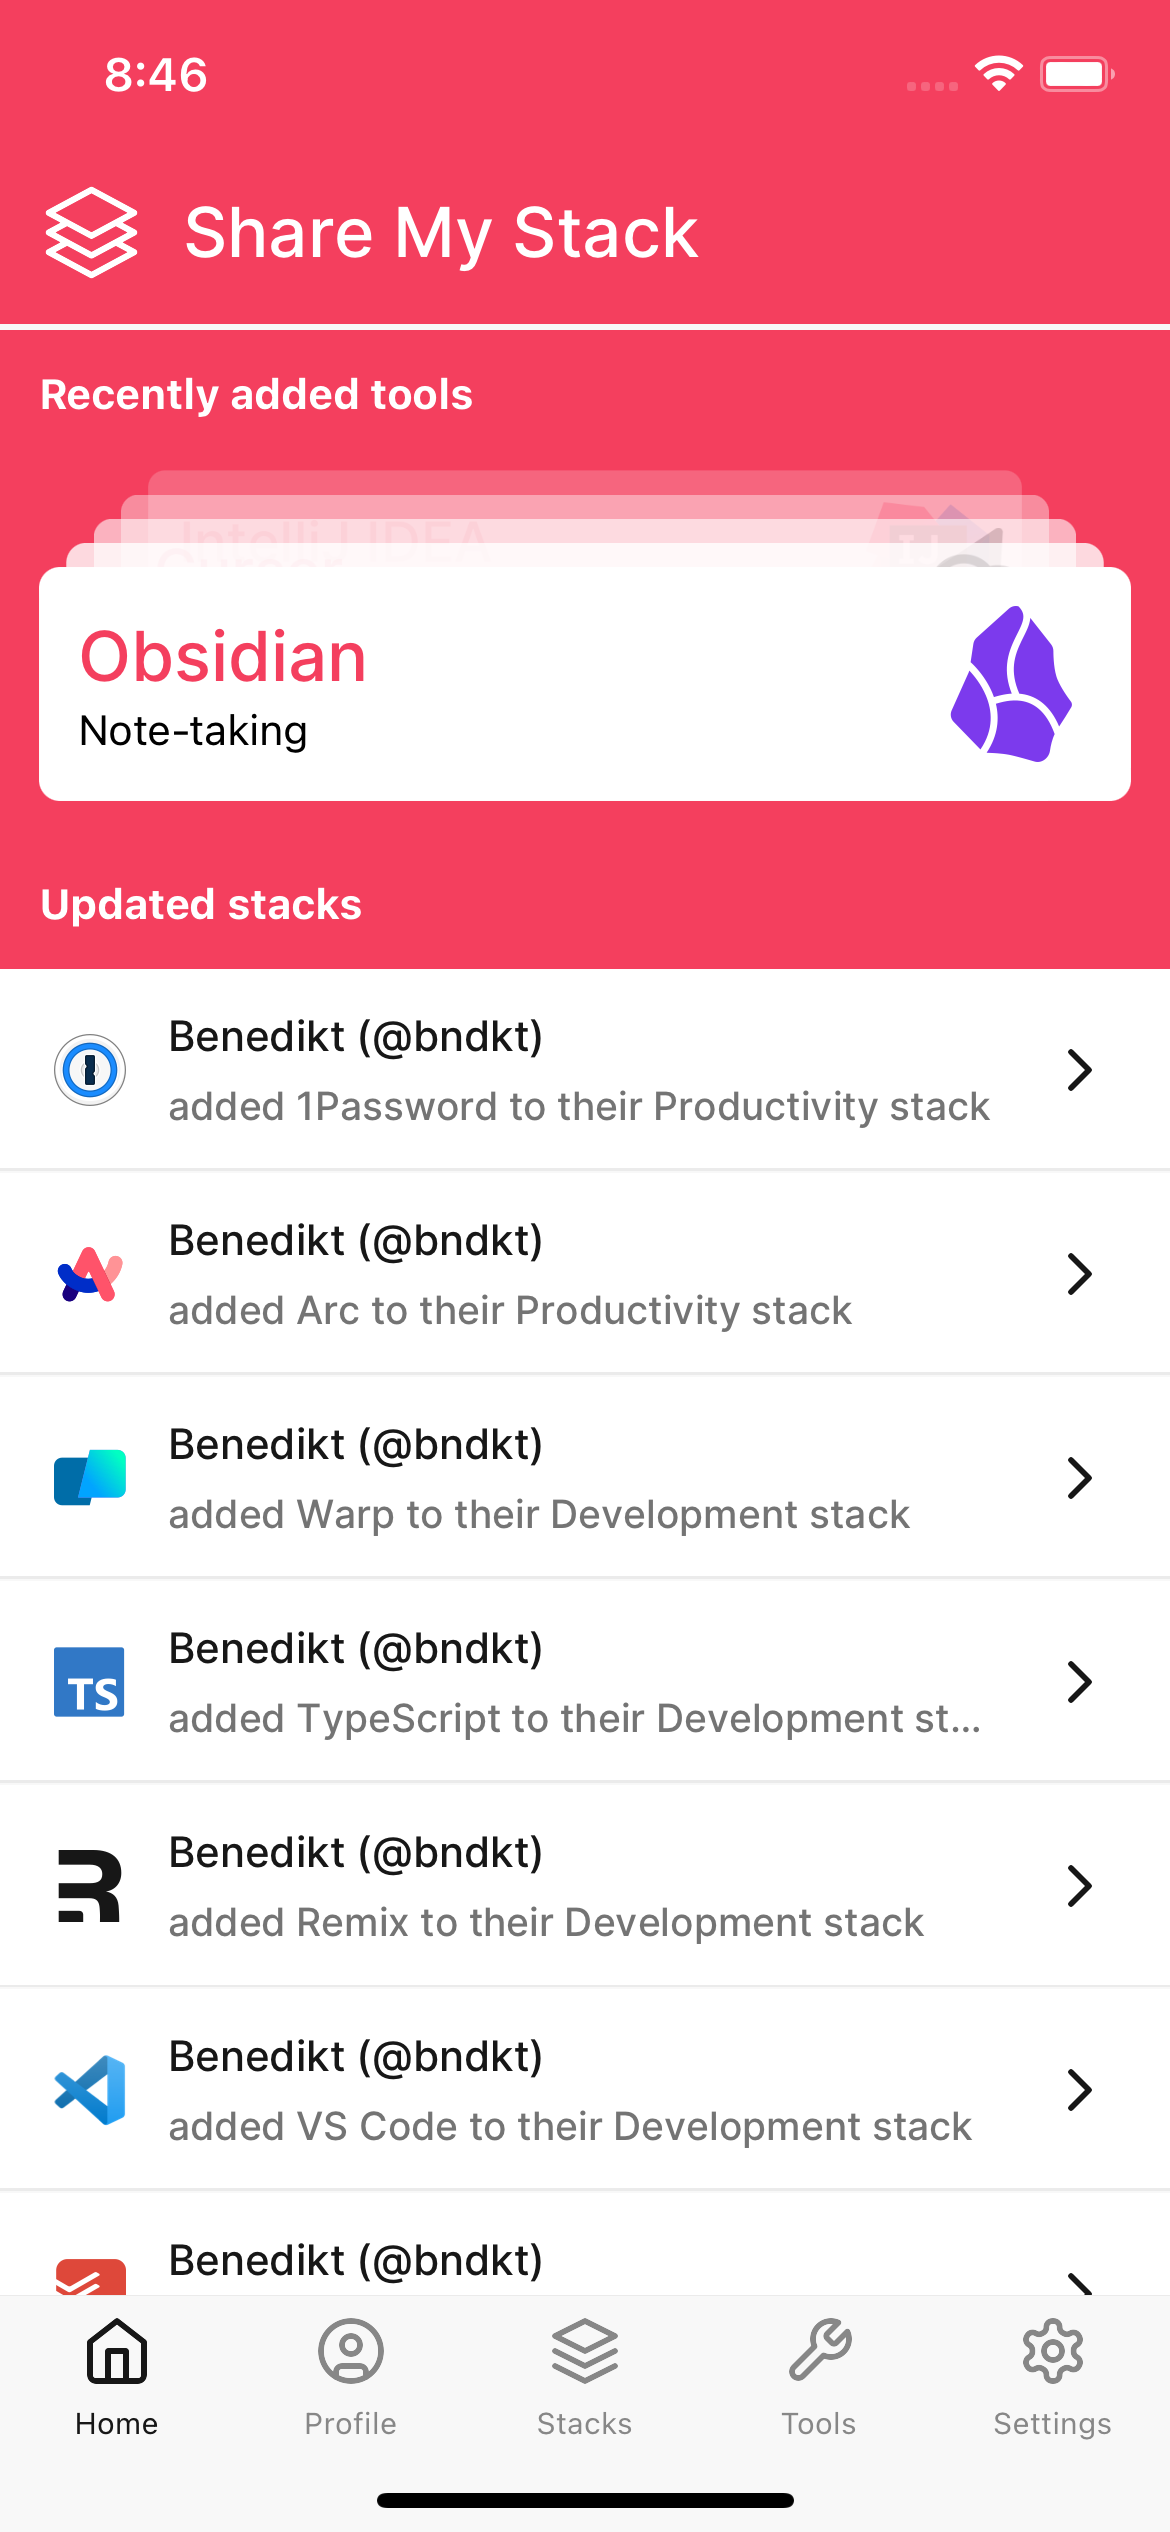 8:46
Share My Stack
Recently added tools
IntelliJ IDEA
Cursor
Obsidian
Note-taking
Updated stacks
Benedikt (@bndkt)
added 1Password to their Productivity stack
Benedikt (@bndkt)
added Arc to their Productivity stack
Benedikt (@bndkt)
added Warp to their Development stack
TS
Benedikt (@bndkt)
added TypeScript to their Development st...
Benedikt (@bndkt)
added Remix to their Development stack
Benedikt (@bndkt)
added VS Code to their Development stack
Benedikt (@bndkt)
Home
Profile
Stacks
Tools
Settings